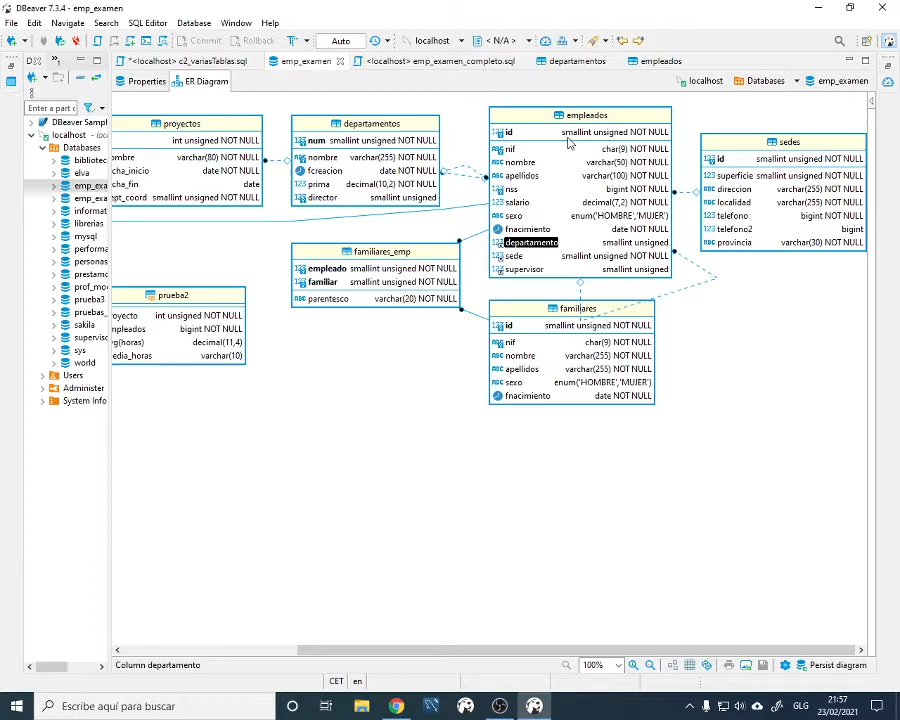 DBeaver 7.3.4 - emp_examen
File Edit Navigate Search SQL Editor Database Window Help
Commit Rollback Auto localhost < N/A >
*<localhost> c2_variasTablas.sql emp_examen <localhost> emp_examen_completo.sql departamentos empleados
Properties ER Diagram localhost Databases emp_examen
Enter a part c
DBeaver Sampl
localhost
Databases
bibliotec
elva
emp_exa
emp_exa
informat
librerias
mysql
performa
personas
prestamo
prof_mod
prueba3
pruebas_
sakila
superviso
sys
world
Users
Administer
System Info
proyectos
int unsigned NOT NULL
ombre varchar(80) NOT NULL
cha_inicio date NOT NULL
cha_fin date
ept_coord smallint unsigned NOT NULL
departamentos
num smallint unsigned NOT NULL
nombre varchar(255) NOT NULL
fcreacion date NOT NULL
prima decimal(10,2) NOT NULL
director smallint unsigned
empleados
id smallint unsigned NOT NULL
nif char(9) NOT NULL
nombre varchar(50) NOT NULL
apellidos varchar(100) NOT NULL
nss bigint NOT NULL
salario decimal(7,2) NOT NULL
sexo enum('HOMBRE','MUJER')
fnacimiento date NOT NULL
departamento smallint unsigned
sede smallint unsigned NOT NULL
supervisor smallint unsigned
sedes
id smallint unsigned NOT NULL
superficie smallint unsigned NOT NULL
direccion varchar(255) NOT NULL
localidad varchar(255) NOT NULL
telefono bigint NOT NULL
telefono2 bigint
provincia varchar(30) NOT NULL
familiares_emp
empleado smallint unsigned NOT NULL
familiar smallint unsigned NOT NULL
parentesco varchar(20) NOT NULL
prueba2
royecto int unsigned NOT NULL
mpleados bigint NOT NULL
vg(horas) decimal(11,4)
edia_horas varchar(10)
familiares
id smallint unsigned NOT NULL
nif char(9) NOT NULL
nombre varchar(255) NOT NULL
apellidos varchar(255) NOT NULL
sexo enum('HOMBRE','MUJER')
fnacimiento date NOT NULL
Column departamento 100% Persist diagram
CET en
Escribe aquí para buscar
GLG
21:57
23/02/2021